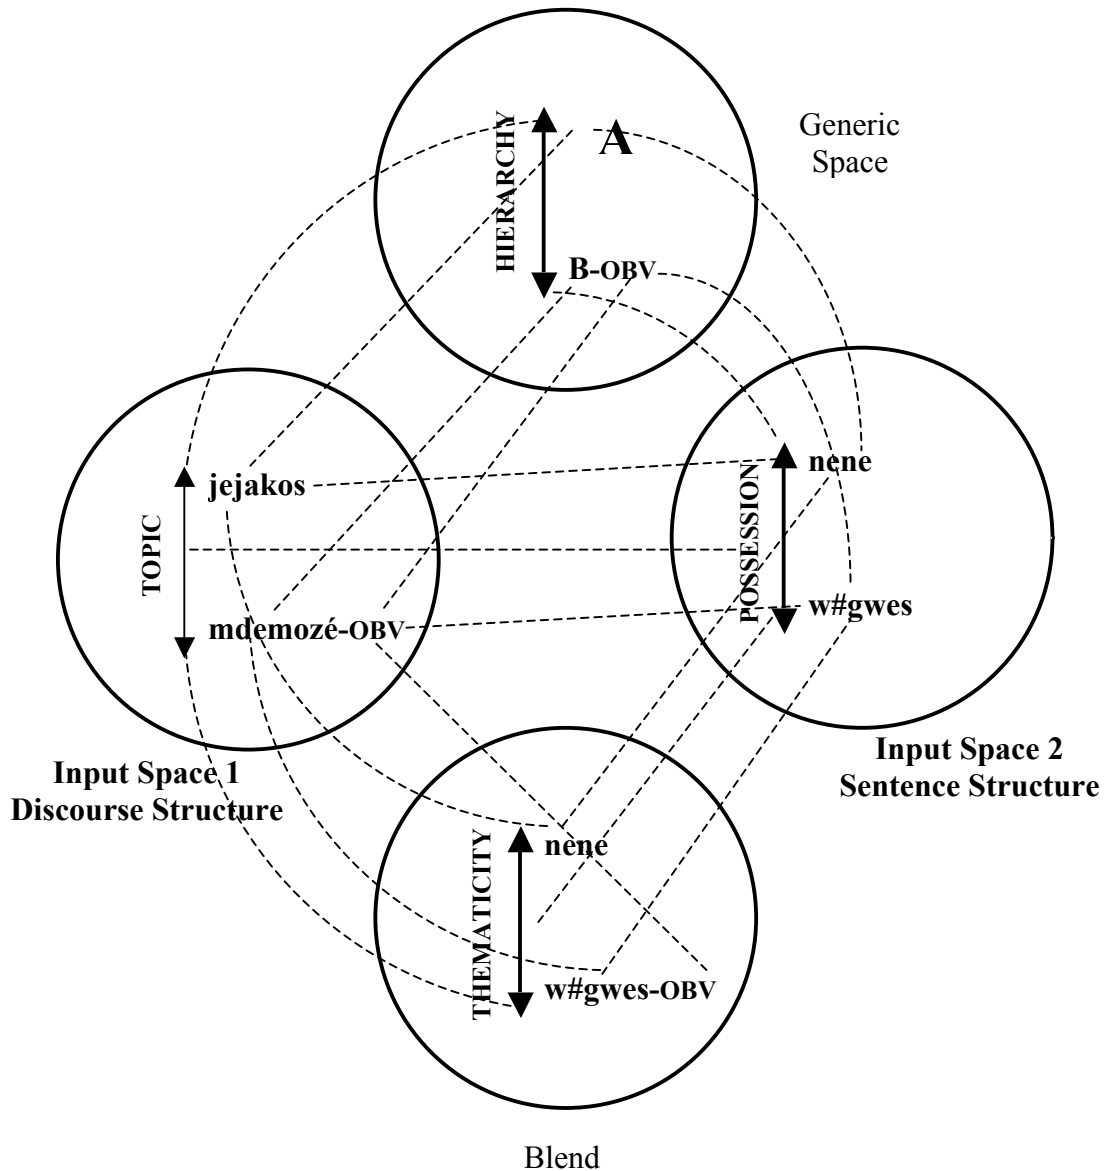 Generic
Space
HIERARCHY
A
B-OBV
TOPIC
jejakos
mdemozé-OBV
POSSESSION
nene
w#gwes
Input Space 1
Discourse Structure
Input Space 2
Sentence Structure
THEMATICITY
nene
w#gwes-OBV
Blend